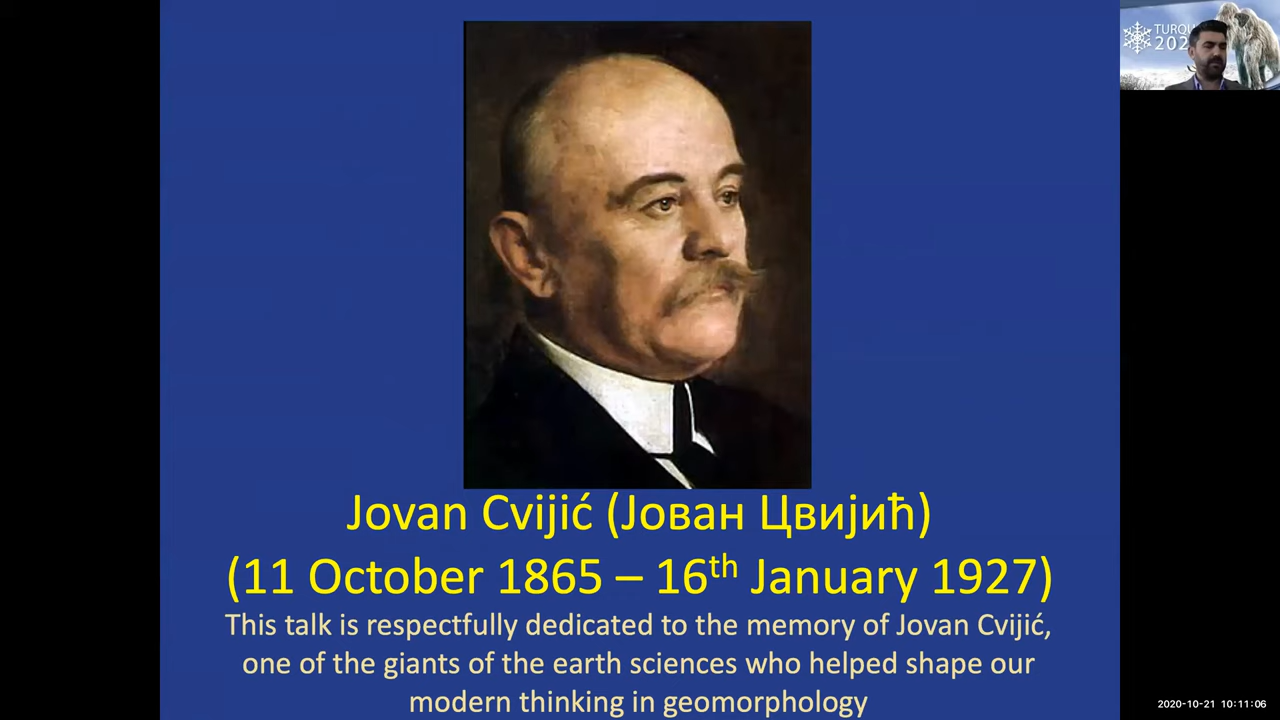 TURQ
202
Jovan Cvijić (Јован Цвијић)
(11 October 1865 – 16th January 1927)
This talk is respectfully dedicated to the memory of Jovan Cvijić,
one of the giants of the earth sciences who helped shape our
modern thinking in geomorphology
2020-10-21 10:11:06